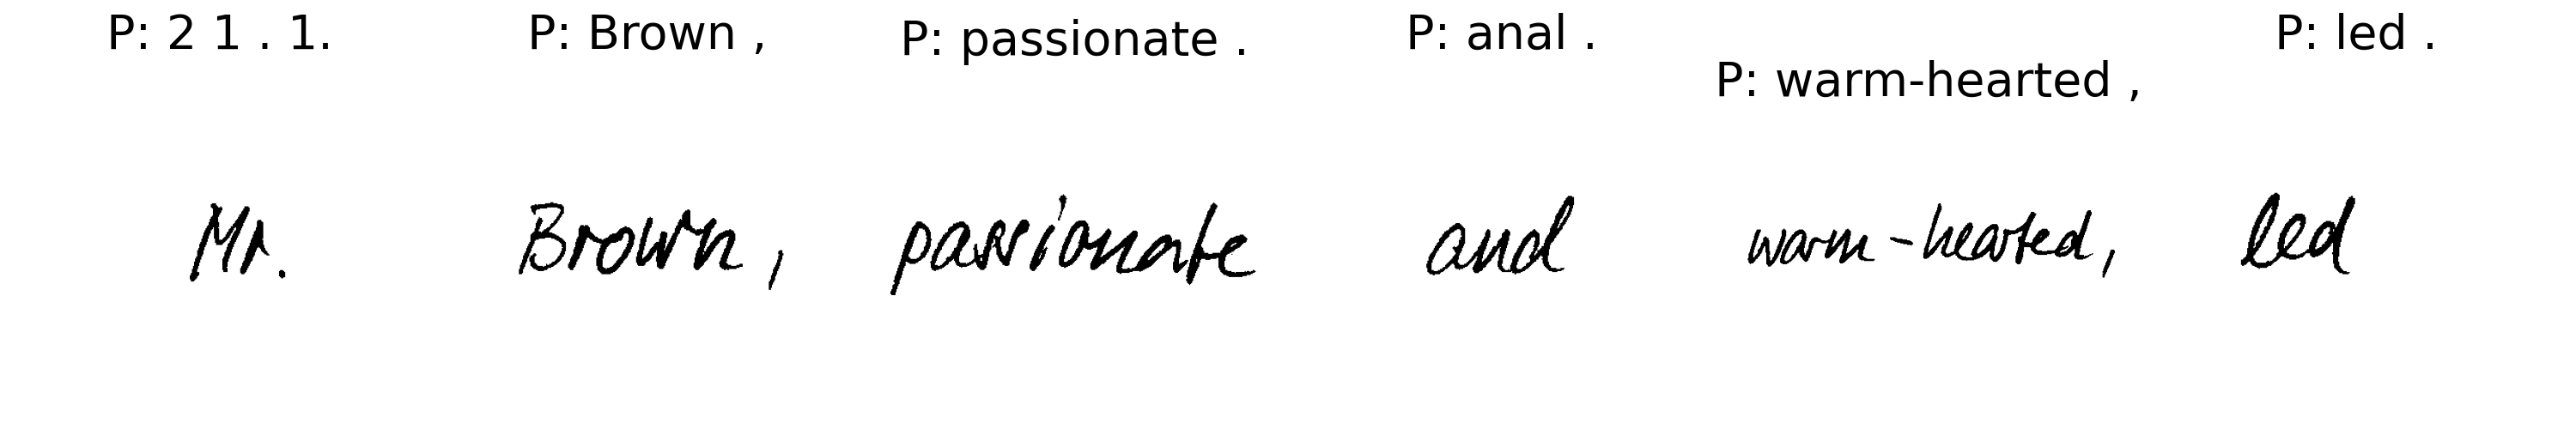 P: 2 1 . 1. P: Brown , P: passionate . P: anal . P: warm-hearted , P: led .
Mr. Brown, passionate and warm-hearted, led